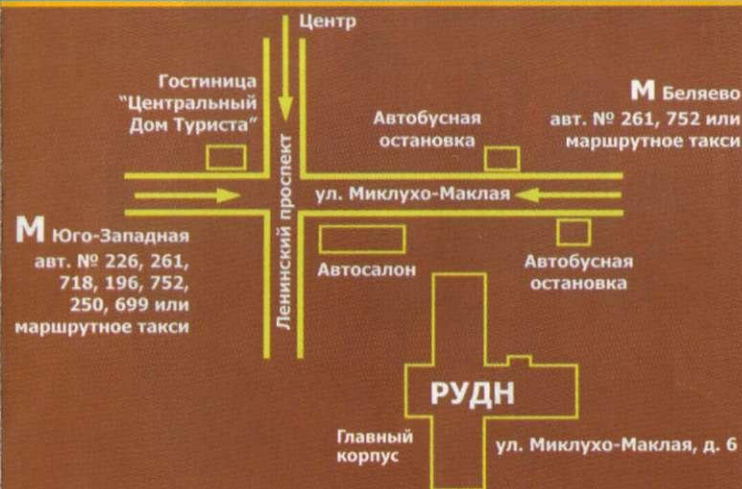 Центр
Гостиница
"Центральный
Дом Туриста"
М Беляево
авт. № 261, 752 или
маршрутное такси
Автобусная
остановка
Ленинский проспект
ул. Миклухо-Маклая
М Юго-Западная
авт. № 226, 261,
718, 196, 752,
250, 699 или
маршрутное такси
Автосалон
Автобусная
остановка
РУДН
Главный
корпус
ул. Миклухо-Маклая, д. 6